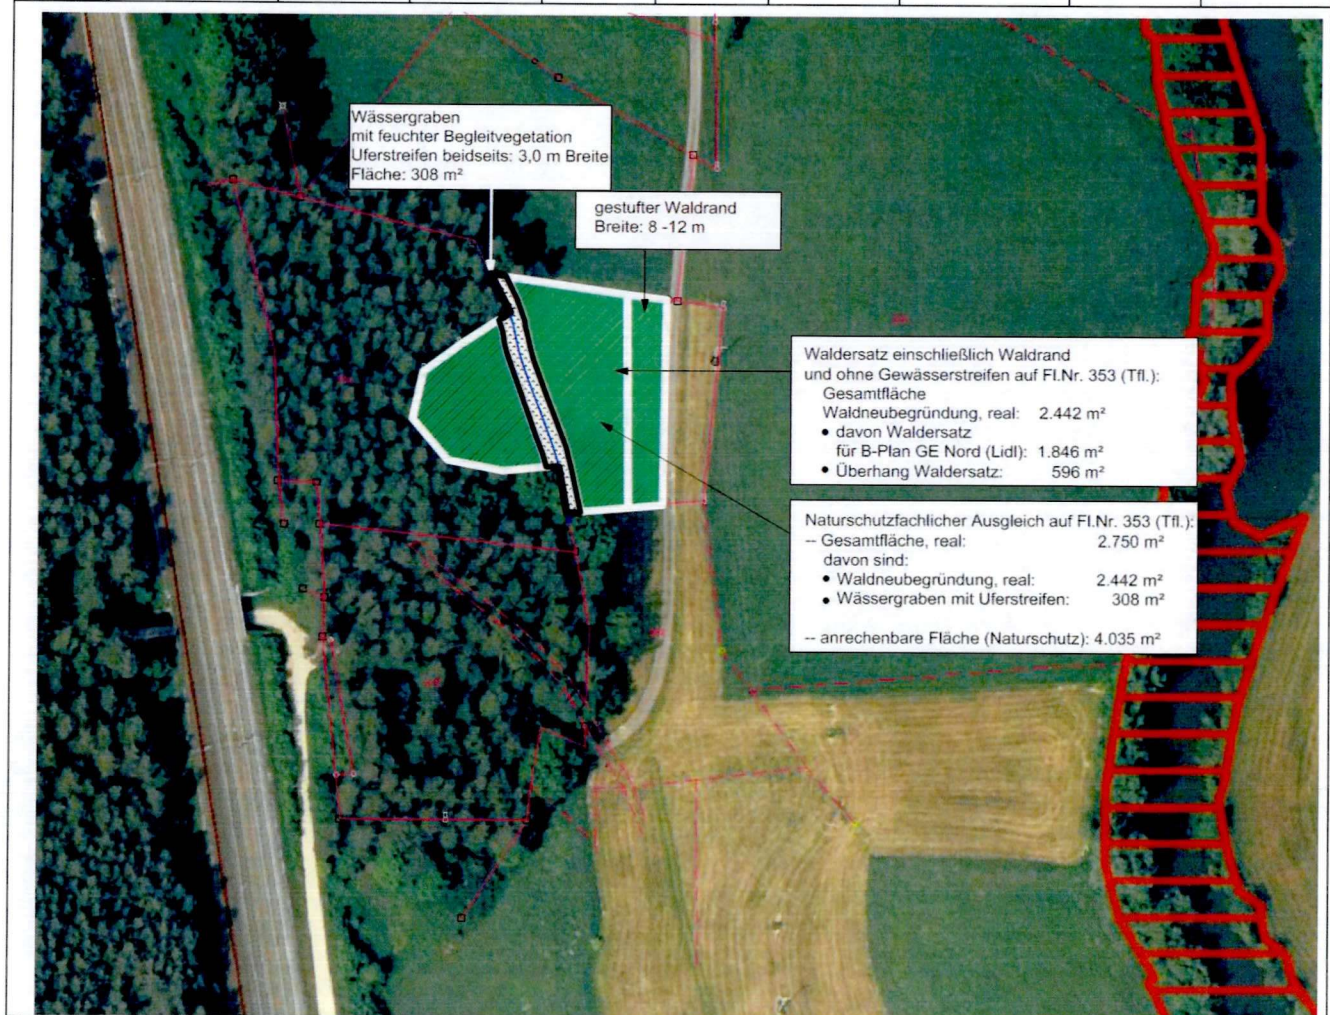 Wässergraben
mit feuchter Begleitvegetation
Uferstreifen beidseits: 3,0 m Breite
Fläche: 308 m²
gestufter Waldrand
Breite: 8 -12 m
Waldersatz einschließlich Waldrand
und ohne Gewässerstreifen auf Fl.Nr. 353 (Tfl.):
Gesamtfläche
Waldneubegründung, real: 2.442 m²
• davon Waldersatz
für B-Plan GE Nord (Lidl): 1.846 m²
• Überhang Waldersatz: 596 m²
Naturschutzfachlicher Ausgleich auf Fl.Nr. 353 (Tfl.):
-- Gesamtfläche, real: 2.750 m²
davon sind:
• Waldneubegründung, real: 2.442 m²
• Wässergraben mit Uferstreifen: 308 m²
-- anrechenbare Fläche (Naturschutz): 4.035 m²